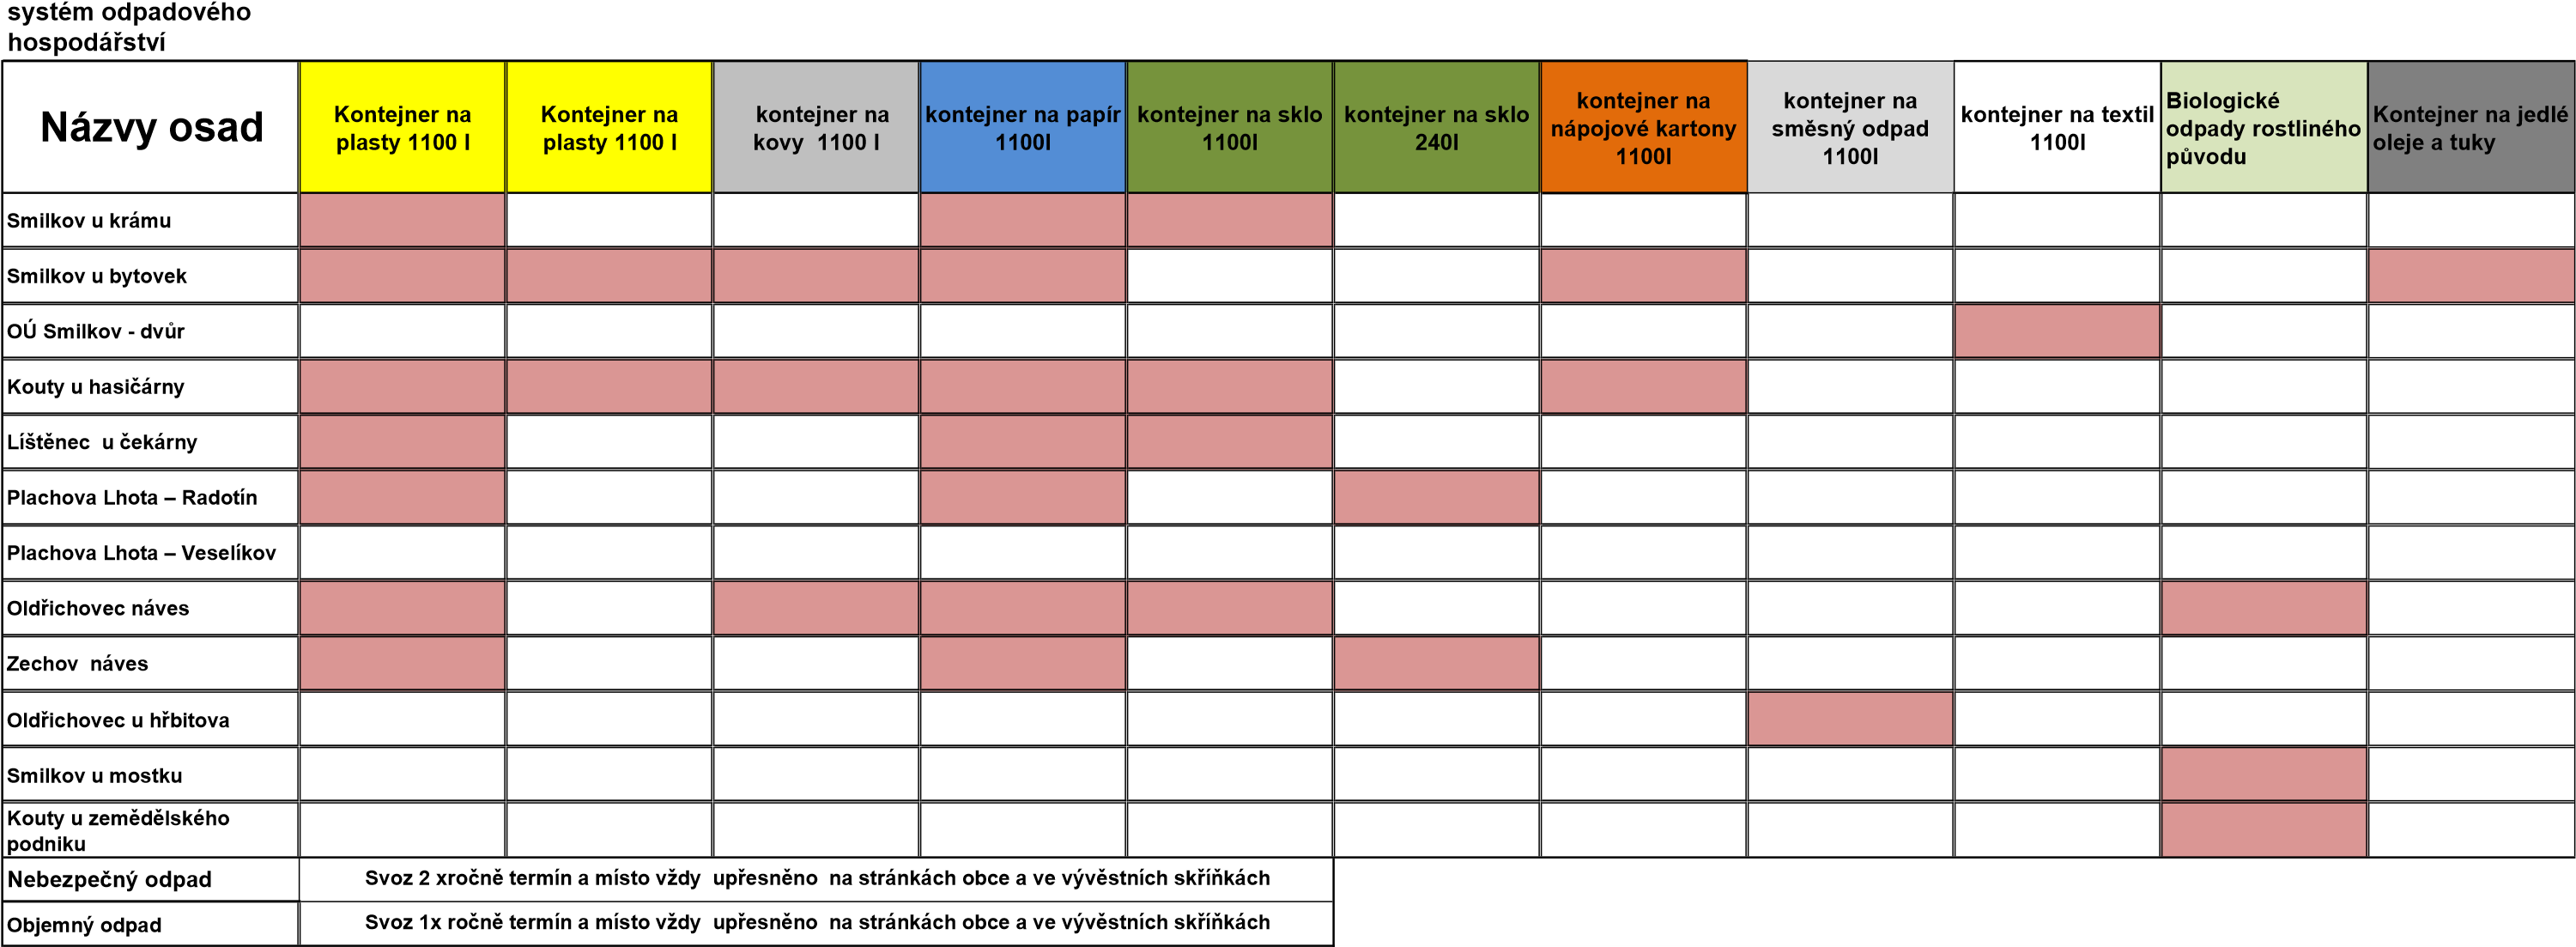 systém odpadového
hospodářství
Názvy osad
Kontejner na
plasty 1100 l
Kontejner na
plasty 1100 l
kontejner na
kovy  1100 l
kontejner na papír
1100l
kontejner na sklo
1100l
kontejner na sklo
240l
kontejner na
nápojové kartony
1100l
kontejner na
směsný odpad
1100l
kontejner na textil
1100l
Biologické
odpady rostliného
původu
Kontejner na jedlé
oleje a tuky
Smilkov u krámu
Smilkov u bytovek
OÚ Smilkov - dvůr
Kouty u hasičárny
Líštěnec  u čekárny
Plachova Lhota – Radotín
Plachova Lhota – Veselíkov
Oldřichovec náves
Zechov  náves
Oldřichovec u hřbitova
Smilkov u mostku
Kouty u zemědělského
podniku
Nebezpečný odpad
Svoz 2 xročně termín a místo vždy  upřesněno  na stránkách obce a ve vývěstních skříňkách
Objemný odpad
Svoz 1x ročně termín a místo vždy  upřesněno  na stránkách obce a ve vývěstních skříňkách